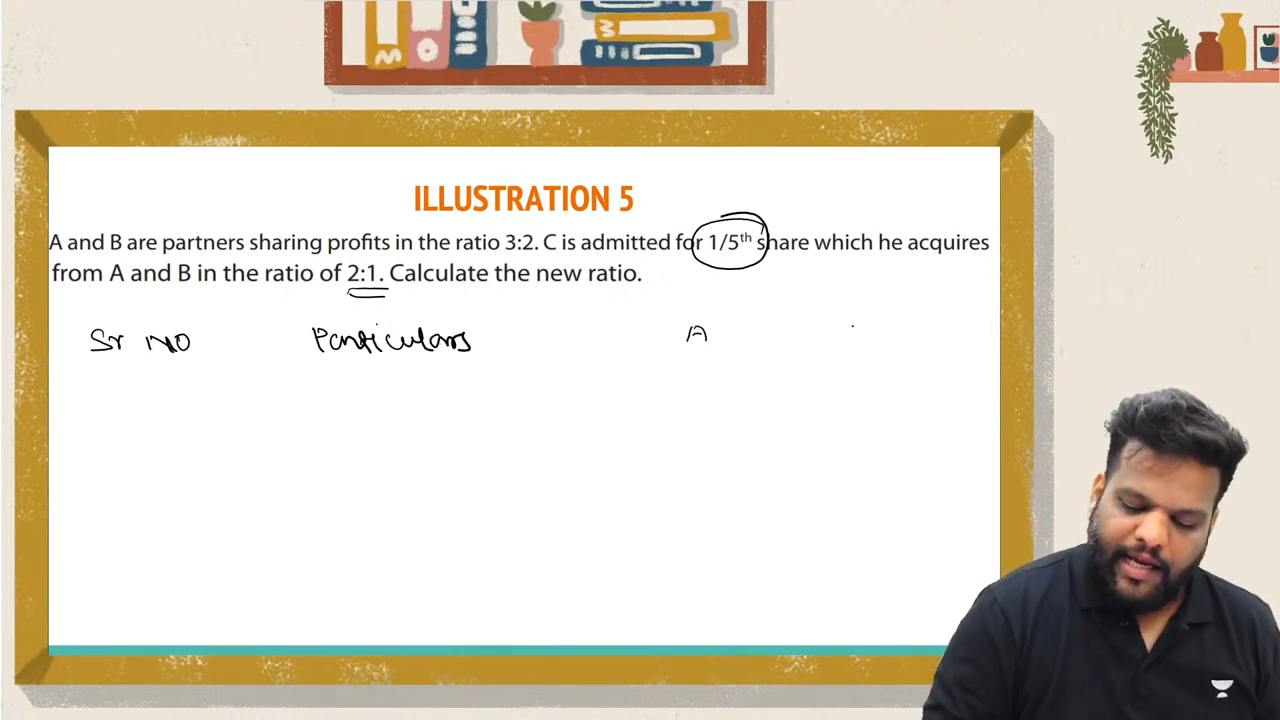 ILLUSTRATION 5
A and B are partners sharing profits in the ratio 3:2. C is admitted for 1/5th share which he acquires
from A and B in the ratio of 2:1. Calculate the new ratio.
Sr No Particulars A